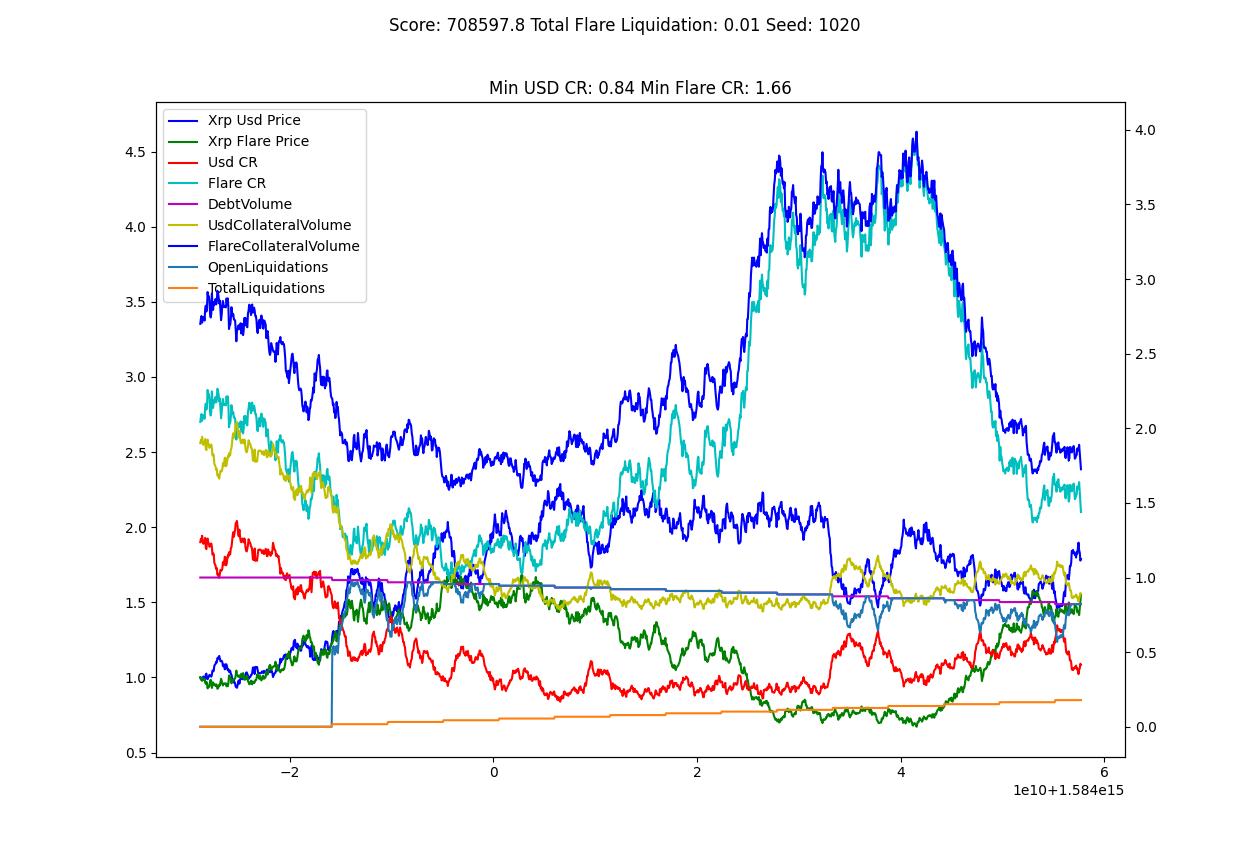 Score: 708597.8 Total Flare Liquidation: 0.01 Seed: 1020
Min USD CR: 0.84 Min Flare CR: 1.66
Xrp Usd Price
Xrp Flare Price
Usd CR
Flare CR
DebtVolume
UsdCollateralVolume
FlareCollateralVolume
OpenLiquidations
TotalLiquidations
4.5
4.0
3.5
3.0
2.5
2.0
1.5
1.0
0.5
4.0
3.5
3.0
2.5
2.0
1.5
1.0
0.5
0.0
−2 0 2 4 6
1e10+1.584e15